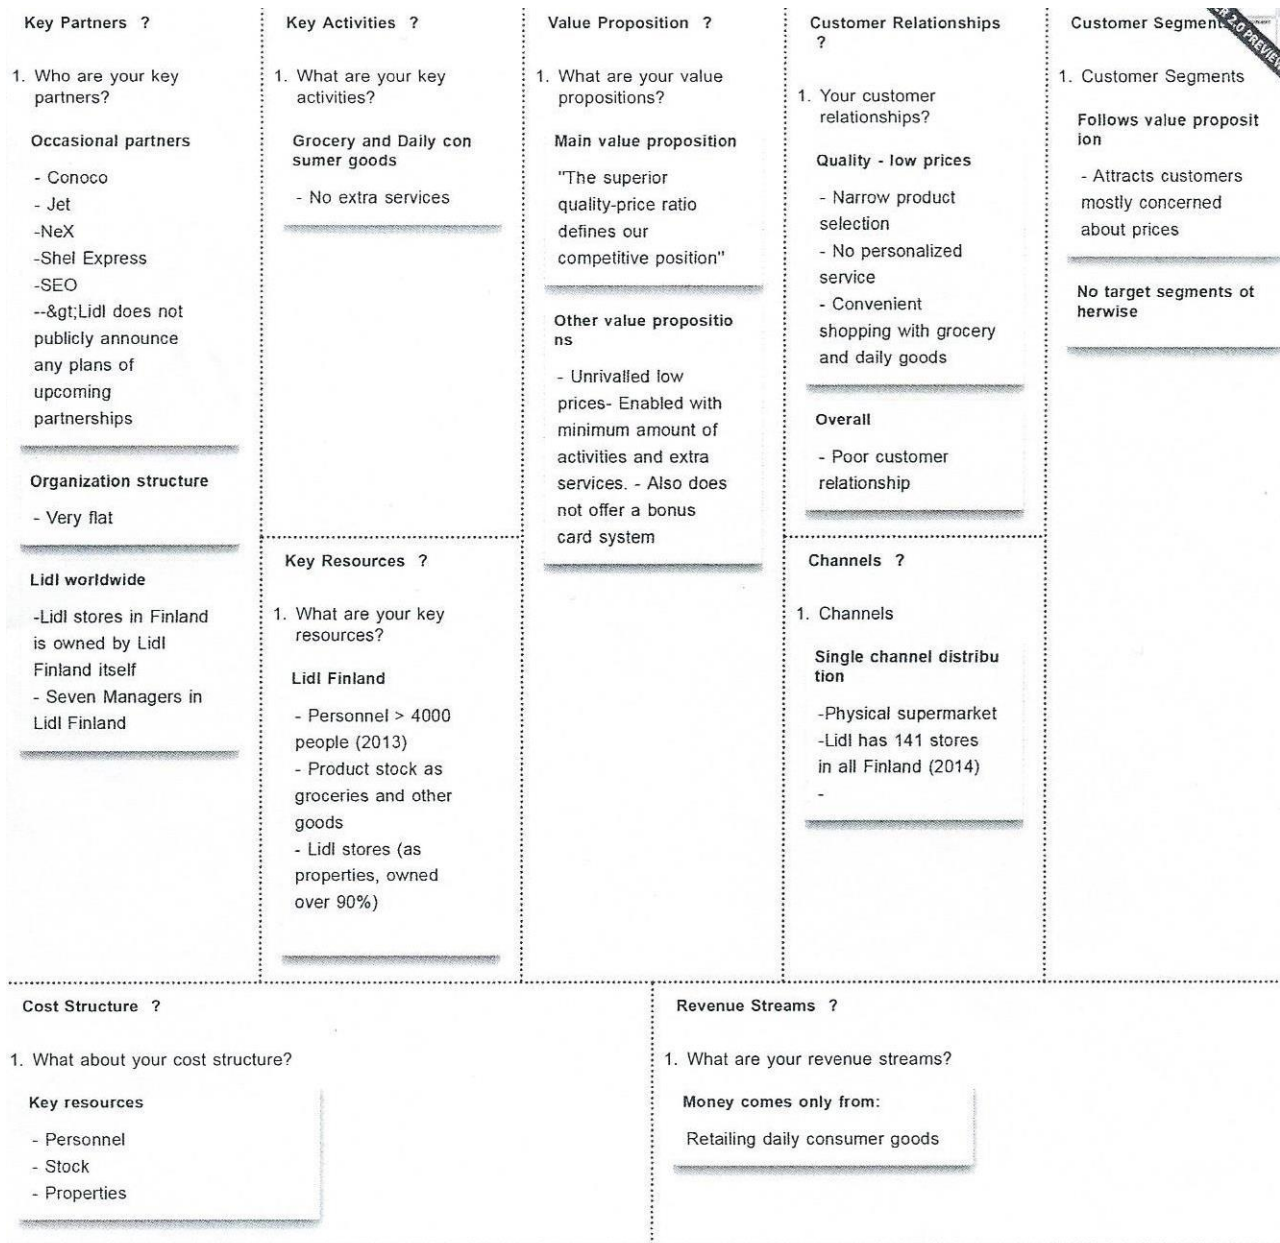 Key Partners ?
1. Who are your key
partners?
Occasional partners
- Conoco
- Jet
-NeX
-Shel Express
-SEO
--&gt;Lidl does not
publicly announce
any plans of
upcoming
partnerships
Organization structure
- Very flat
Lidl worldwide
-Lidl stores in Finland
is owned by Lidl
Finland itself
- Seven Managers in
Lidl Finland
Key Activities ?
1. What are your key
activities?
Grocery and Daily con
sumer goods
- No extra services
Key Resources ?
1. What are your key
resources?
Lidl Finland
- Personnel > 4000
people (2013)
- Product stock as
groceries and other
goods
- Lidl stores (as
properties, owned
over 90%)
Value Proposition ?
1. What are your value
propositions?
Main value proposition
"The superior
quality-price ratio
defines our
competitive position"
Other value propositio
ns
- Unrivalled low
prices- Enabled with
minimum amount of
activities and extra
services. - Also does
not offer a bonus
card system
Customer Relationships
?
1. Your customer
relationships?
Quality - low prices
- Narrow product
selection
- No personalized
service
- Convenient
shopping with grocery
and daily goods
Overall
- Poor customer
relationship
Channels ?
1. Channels
Single channel distribu
tion
-Physical supermarket
-Lidl has 141 stores
in all Finland (2014)
-
Customer Segment
2.0 PREVIEW
1. Customer Segments
Follows value proposit
ion
- Attracts customers
mostly concerned
about prices
No target segments ot
herwise
Cost Structure ?
1. What about your cost structure?
Key resources
- Personnel
- Stock
- Properties
Revenue Streams ?
1. What are your revenue streams?
Money comes only from:
Retailing daily consumer goods